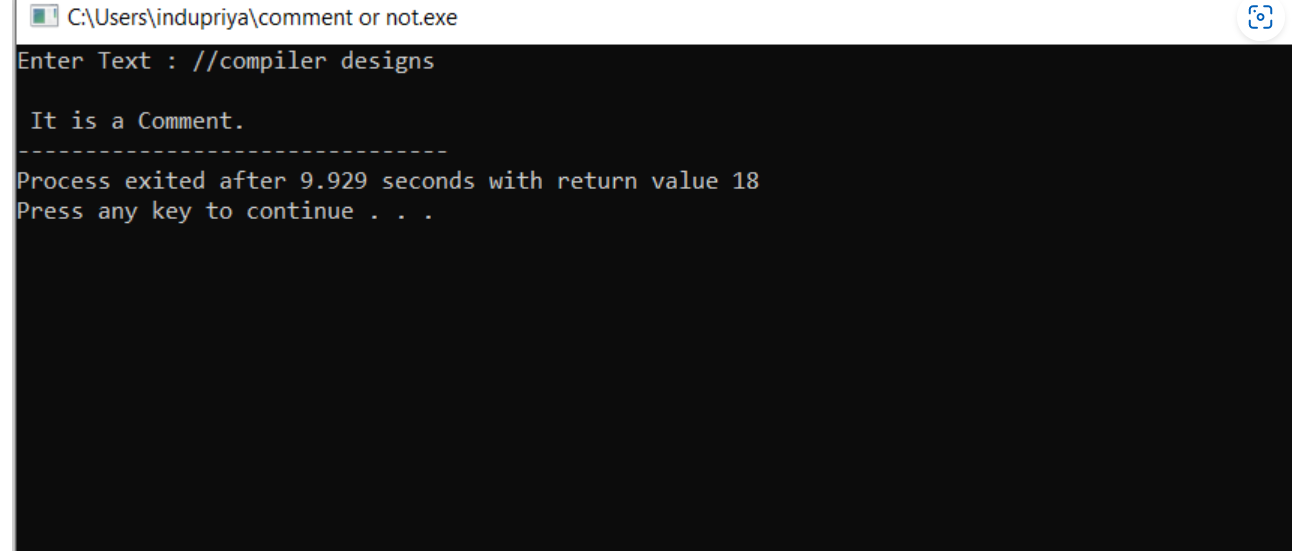 C:\Users\indupriya\comment or not.exe
Enter Text : //compiler designs
It is a Comment.
--------------------------------
Process exited after 9.929 seconds with return value 18
Press any key to continue . . .